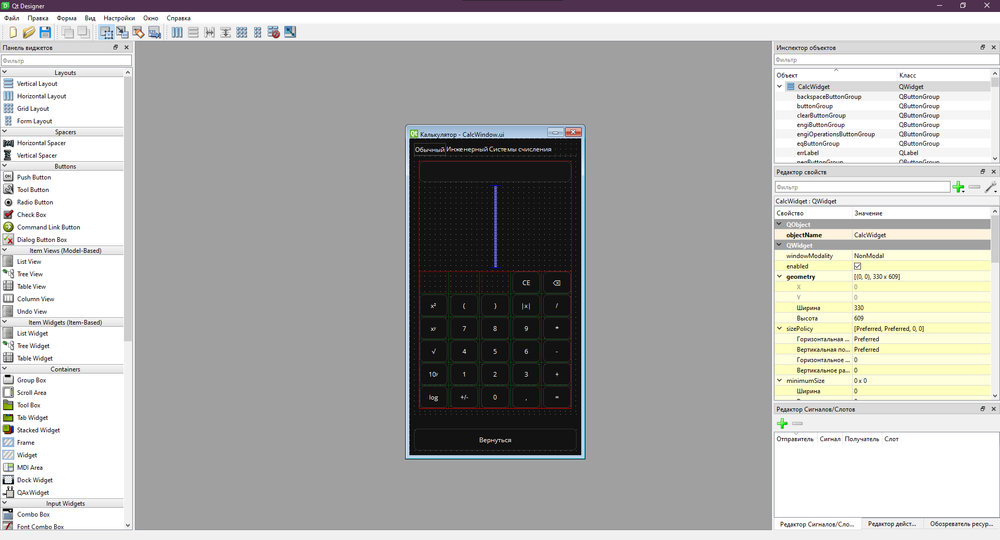 Qt Designer
Файл Правка Форма Вид Настройки Окно Справка
Панель виджетов
Фильтр
Layouts
Vertical Layout
Horizontal Layout
Grid Layout
Form Layout
Spacers
Horizontal Spacer
Vertical Spacer
Buttons
Push Button
Tool Button
Radio Button
Check Box
Command Link Button
Dialog Button Box
Item Views (Model-Based)
List View
Tree View
Table View
Column View
Undo View
Item Widgets (Item-Based)
List Widget
Tree Widget
Table Widget
Containers
Group Box
Scroll Area
Tool Box
Tab Widget
Stacked Widget
Frame
Widget
MDI Area
Dock Widget
QAxWidget
Input Widgets
Combo Box
Font Combo Box
Калькулятор - CalcWindow.ui
Обычный Инженерный Системы счисления
CE ⌫
x² ( ) |x| /
xʸ 7 8 9 *
√ 4 5 6 -
10ʸ 1 2 3 +
log +/- 0 , =
Вернуться
Инспектор объектов
Фильтр
Объект Класс
CalcWidget QWidget
backspaceButtonGroup QButtonGroup
buttonGroup QButtonGroup
clearButtonGroup QButtonGroup
engiButtonGroup QButtonGroup
engiOperationsButtonGroup QButtonGroup
eqButtonGroup QButtonGroup
errLabel QLabel
negButtonGroup QButtonGroup
Редактор свойств
Фильтр
CalcWidget : QWidget
Свойство Значение
QObject
objectName CalcWidget
QWidget
windowModality NonModal
enabled
geometry [(0, 0), 330 x 609]
X 0
Y 0
Ширина 330
Высота 609
sizePolicy [Preferred, Preferred, 0, 0]
Горизонтальная ... Preferred
Вертикальная по... Preferred
Горизонтальное ... 0
Вертикальное ра... 0
minimumSize 0 x 0
Ширина 0
Редактор Сигналов/Слотов
Отправитель Сигнал Получатель Слот
Редактор Сигналов/Сло... Редактор дейст... Обозреватель ресур...